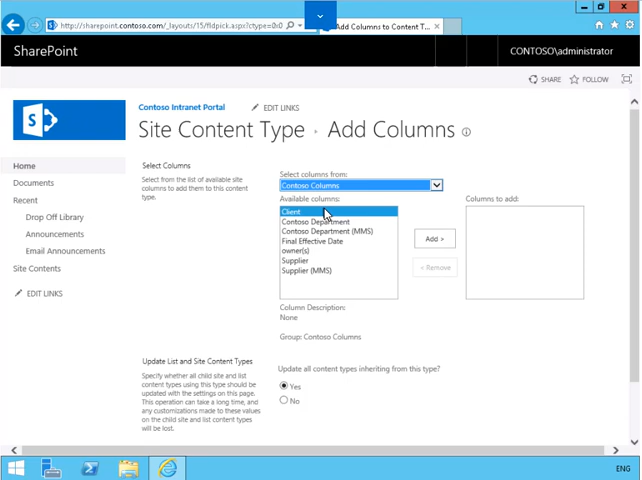 http://sharepoint.contoso.com/_layouts/15/fldpick.aspx?ctype=0x0
Add Columns to Content T...
SharePoint
CONTOSO\administrator
SHARE
FOLLOW
S
Contoso Intranet Portal
EDIT LINKS
Site Content Type · Add Columns
Home
Documents
Recent
Drop Off Library
Announcements
Email Announcements
Site Contents
EDIT LINKS
Select Columns
Select from the list of available site
columns to add them to this content
type.
Select columns from:
Contoso Columns
Available columns:
Client
Contoso Department
Contoso Department (MMS)
Final Effective Date
owner(s)
Supplier
Supplier (MMS)
Add >
< Remove
Columns to add:
Column Description:
None
Group: Contoso Columns
Update List and Site Content Types
Specify whether all child site and list
content types using this type should be
updated with the settings on this page.
This operation can take a long time, and
any customizations made to these values
on the child site and list content types
will be lost.
Update all content types inheriting from this type?
Yes
No
ENG